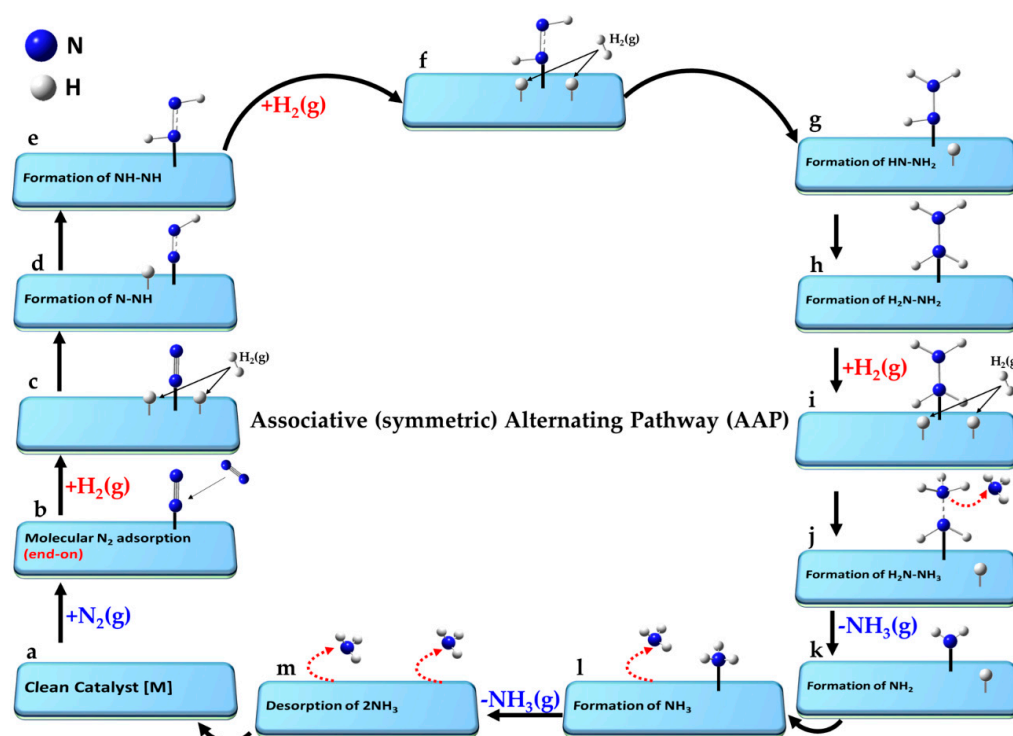 N
H
f
H₂(g)
+H₂(g)
e
Formation of NH-NH
g
Formation of HN-NH₂
d
Formation of N-NH
h
Formation of H₂N-NH₂
c
H₂(g)
+H₂(g)
H₂(g)
i
Associative (symmetric) Alternating Pathway (AAP)
+H₂(g)
b
Molecular N₂ adsorption
(end-on)
j
Formation of H₂N-NH₃
+N₂(g)
-NH₃(g)
a
Clean Catalyst [M]
m
Desorption of 2NH₃
-NH₃(g)
l
Formation of NH₃
k
Formation of NH₂